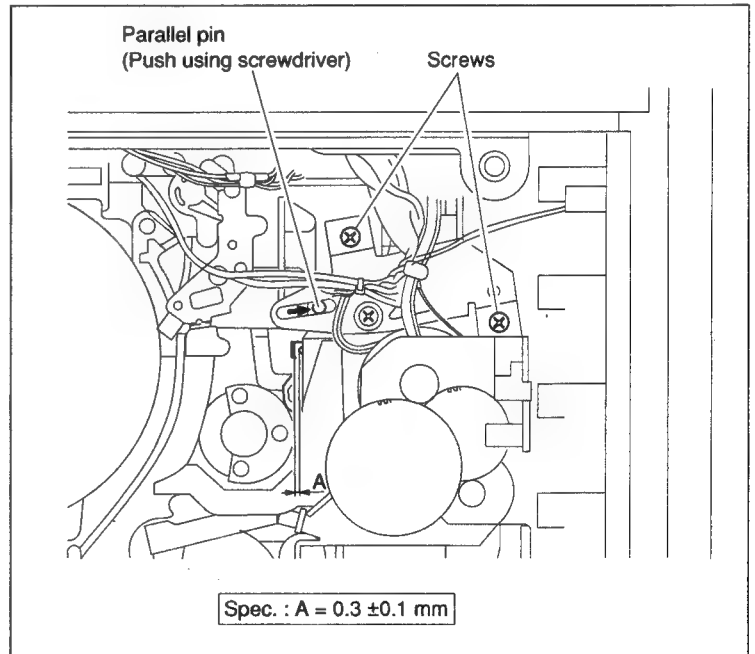 Parallel pin
(Push using screwdriver)
Screws
A
Spec. : A = 0.3 ±0.1 mm